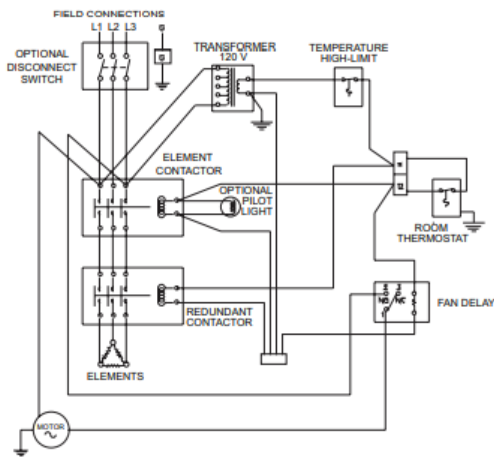 FIELD CONNECTIONS
L1 L2 L3
G
G
OPTIONAL
DISCONNECT
SWITCH
TRANSFORMER
120 V
TEMPERATURE
HIGH-LIMIT
ELEMENT
CONTACTOR
OPTIONAL
PILOT
LIGHT
ROOM
THERMOSTAT
REDUNDANT
CONTACTOR
FAN DELAY
NO
NC
ELEMENTS
MOTOR